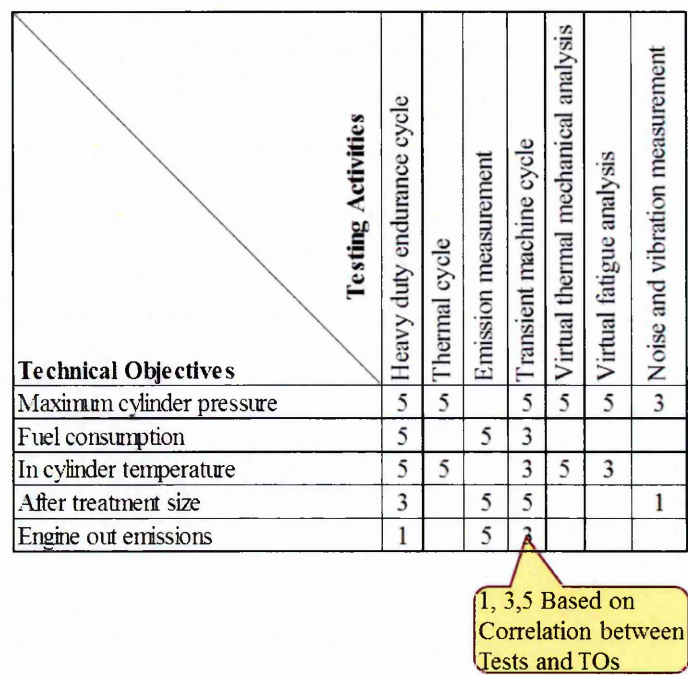 Testing Activities
Heavy duty endurance cycle
Thermal cycle
Emission measurement
Transient machine cycle
Virtual thermal mechanical analysis
Virtual fatigue analysis
Noise and vibration measurement
Technical Objectives
Maximum cylinder pressure 5 5 5 5 5 3
Fuel consumption 5 5 3
In cylinder temperature 5 5 3 5 3
After treatment size 3 5 5 1
Engine out emissions 1 5 3
1, 3,5 Based on
Correlation between
Tests and TOs